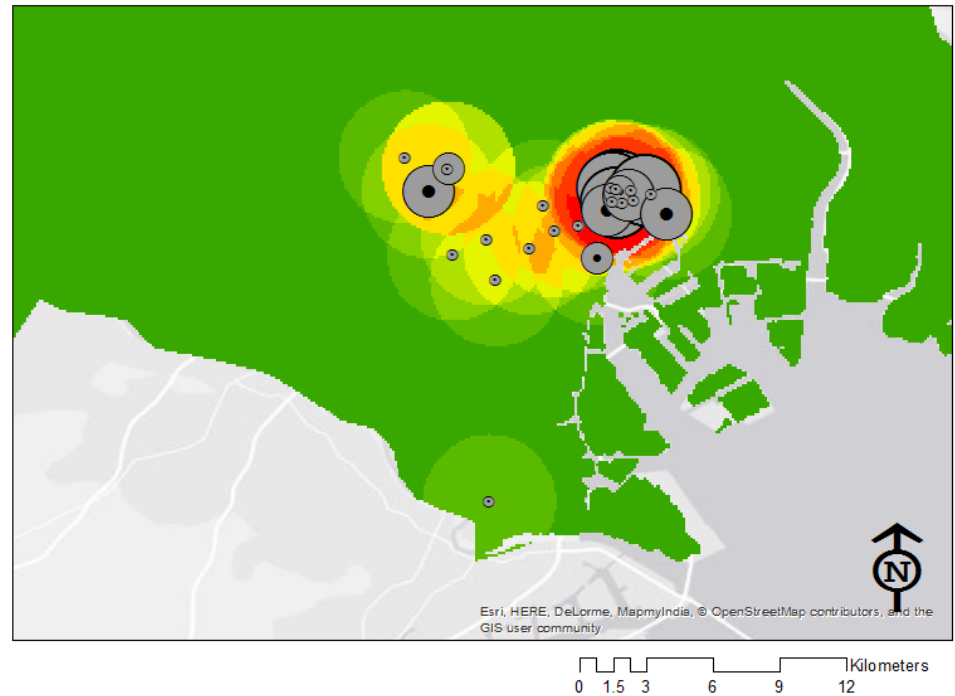 N
Esri, HERE, DeLorme, MapmyIndia, © OpenStreetMap contributors, and the
GIS user community
Kilometers
0 1.5 3 6 9 12